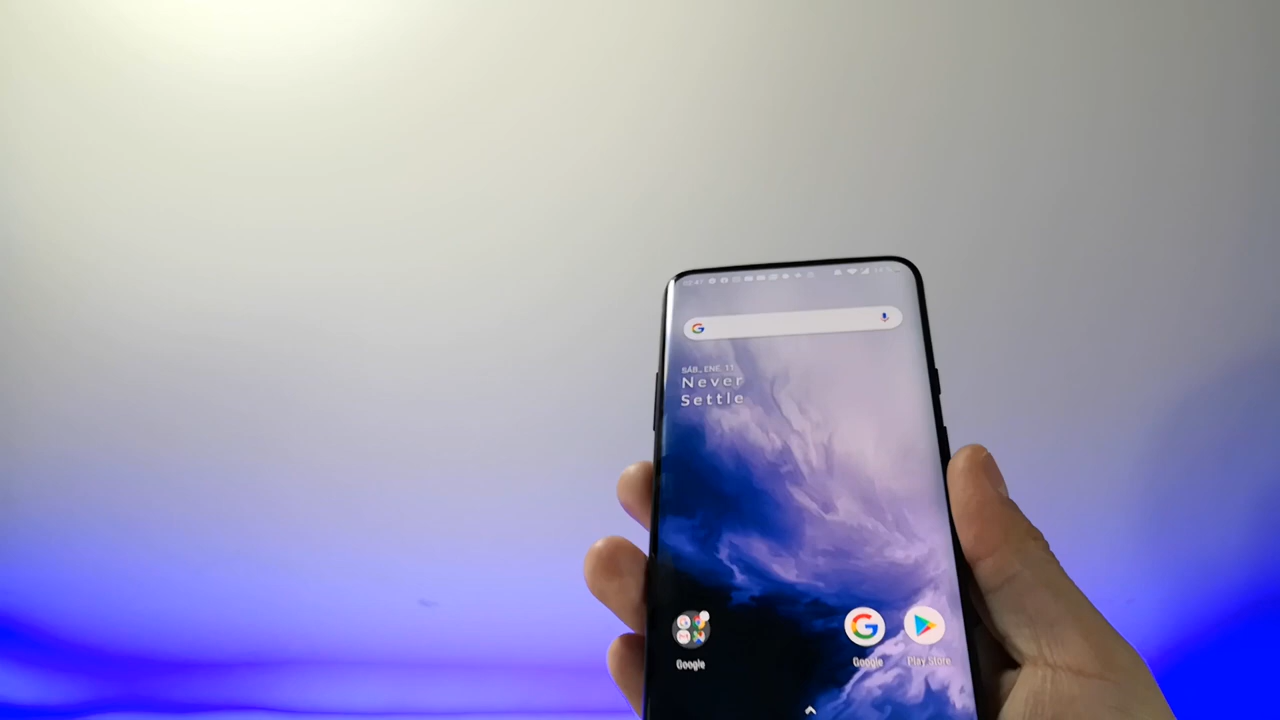 SÁB., ENE. 11
Never
Settle
Google
Google
Play Store